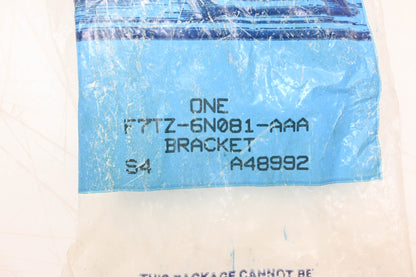 ONE
F7TZ-6N081-AAA
BRACKET
S4 A48992
THIS PACKAGE CANNOT BE